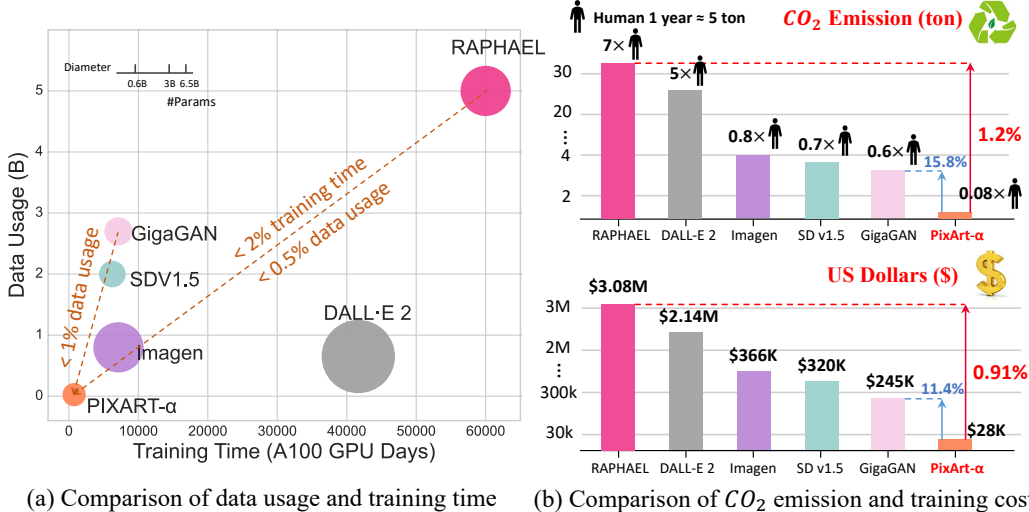 RAPHAEL
Diameter
0.6B 3B 6.5B
#Params
GigaGAN
SDV1.5
DALL·E 2
Imagen
PIXART-α
< 1% data usage
< 2% training time
< 0.5% data usage
Data Usage (B)
5
4
3
2
1
0
0 10000 20000 30000 40000 50000 60000
Training Time (A100 GPU Days)
(a) Comparison of data usage and training time
Human 1 year ≈ 5 ton
CO2 Emission (ton)
7×
5×
0.8×
0.7×
0.6×
15.8%
1.2%
0.08×
30
20
⋮
4
2
RAPHAEL DALL-E 2 Imagen SD v1.5 GigaGAN PixArt-α
US Dollars ($)
$3.08M
$2.14M
$366K
$320K
$245K
11.4%
0.91%
$28K
3M
2M
⋮
300k
30k
RAPHAEL DALL-E 2 Imagen SD v1.5 GigaGAN PixArt-α
(b) Comparison of CO2 emission and training cos